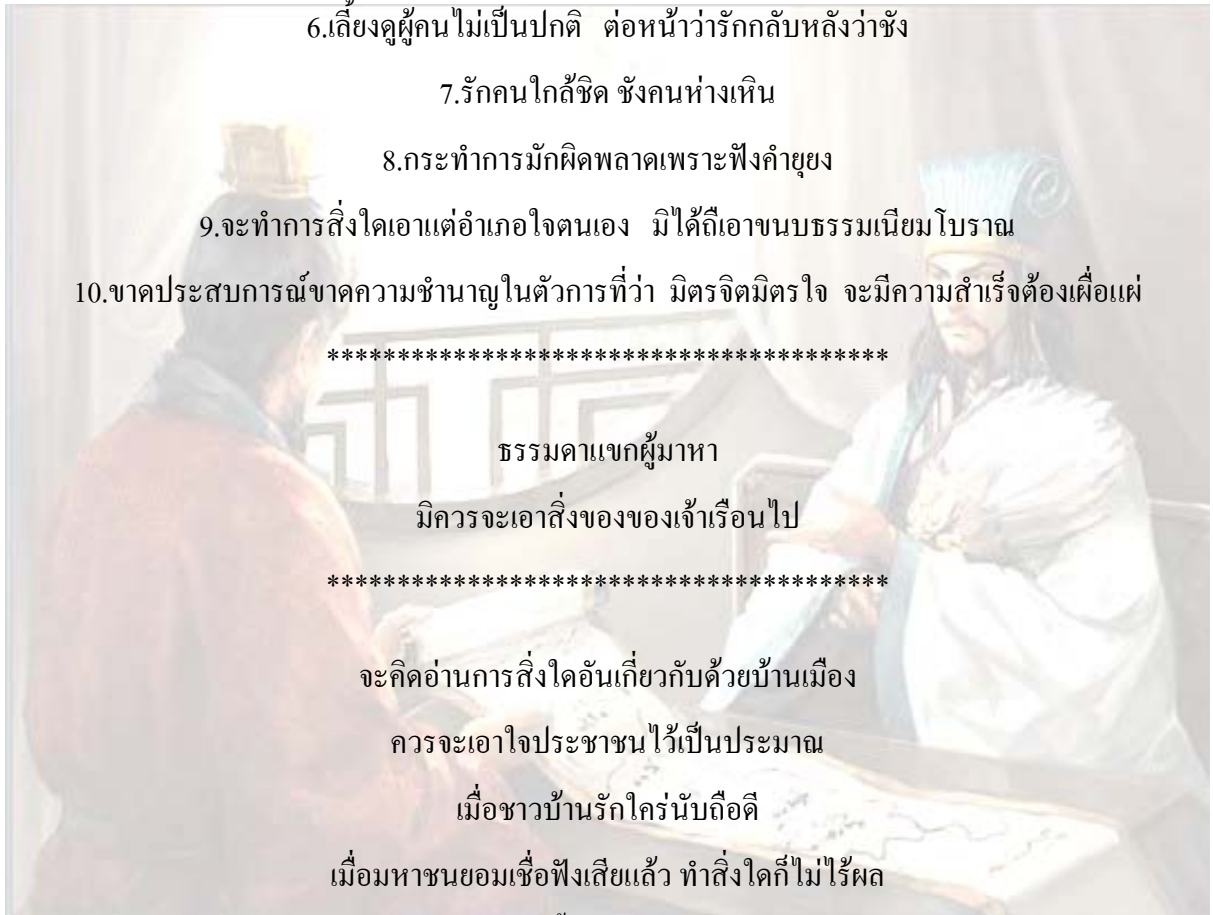 6.เลี้ยงดูผู้คนไม่เป็นปกติ ต่อหน้าว่ารักกลับหลังว่าชัง
7.รักคนใกล้ชิด ชังคนห่างเหิน
8.กระทำการมักผิดพลาดเพราะฟังคำยุยง
9.จะทำการสิ่งใดเอาแต่อำเภอใจตนเอง มิได้ถือเอาขนบธรรมเนียมโบราณ
10.ขาดประสบการณ์ขาดความชำนาญในตัวการที่ว่า มิตรจิตมิตรใจ จะมีความสำเร็จต้องเผื่อแผ่
****************************************
ธรรมดาแขกผู้มาหา
มิควรจะเอาสิ่งของของเจ้าเรือนไป
****************************************
จะคิดอ่านการสิ่งใดอันเกี่ยวกับด้วยบ้านเมือง
ควรจะเอาใจประชาชนไว้เป็นประมาณ
เมื่อชาวบ้านรักใคร่นับถือดี
เมื่อมหาชนยอมเชื่อฟังเสียแล้ว ทำสิ่งใดก็ไม่ไร้ผล